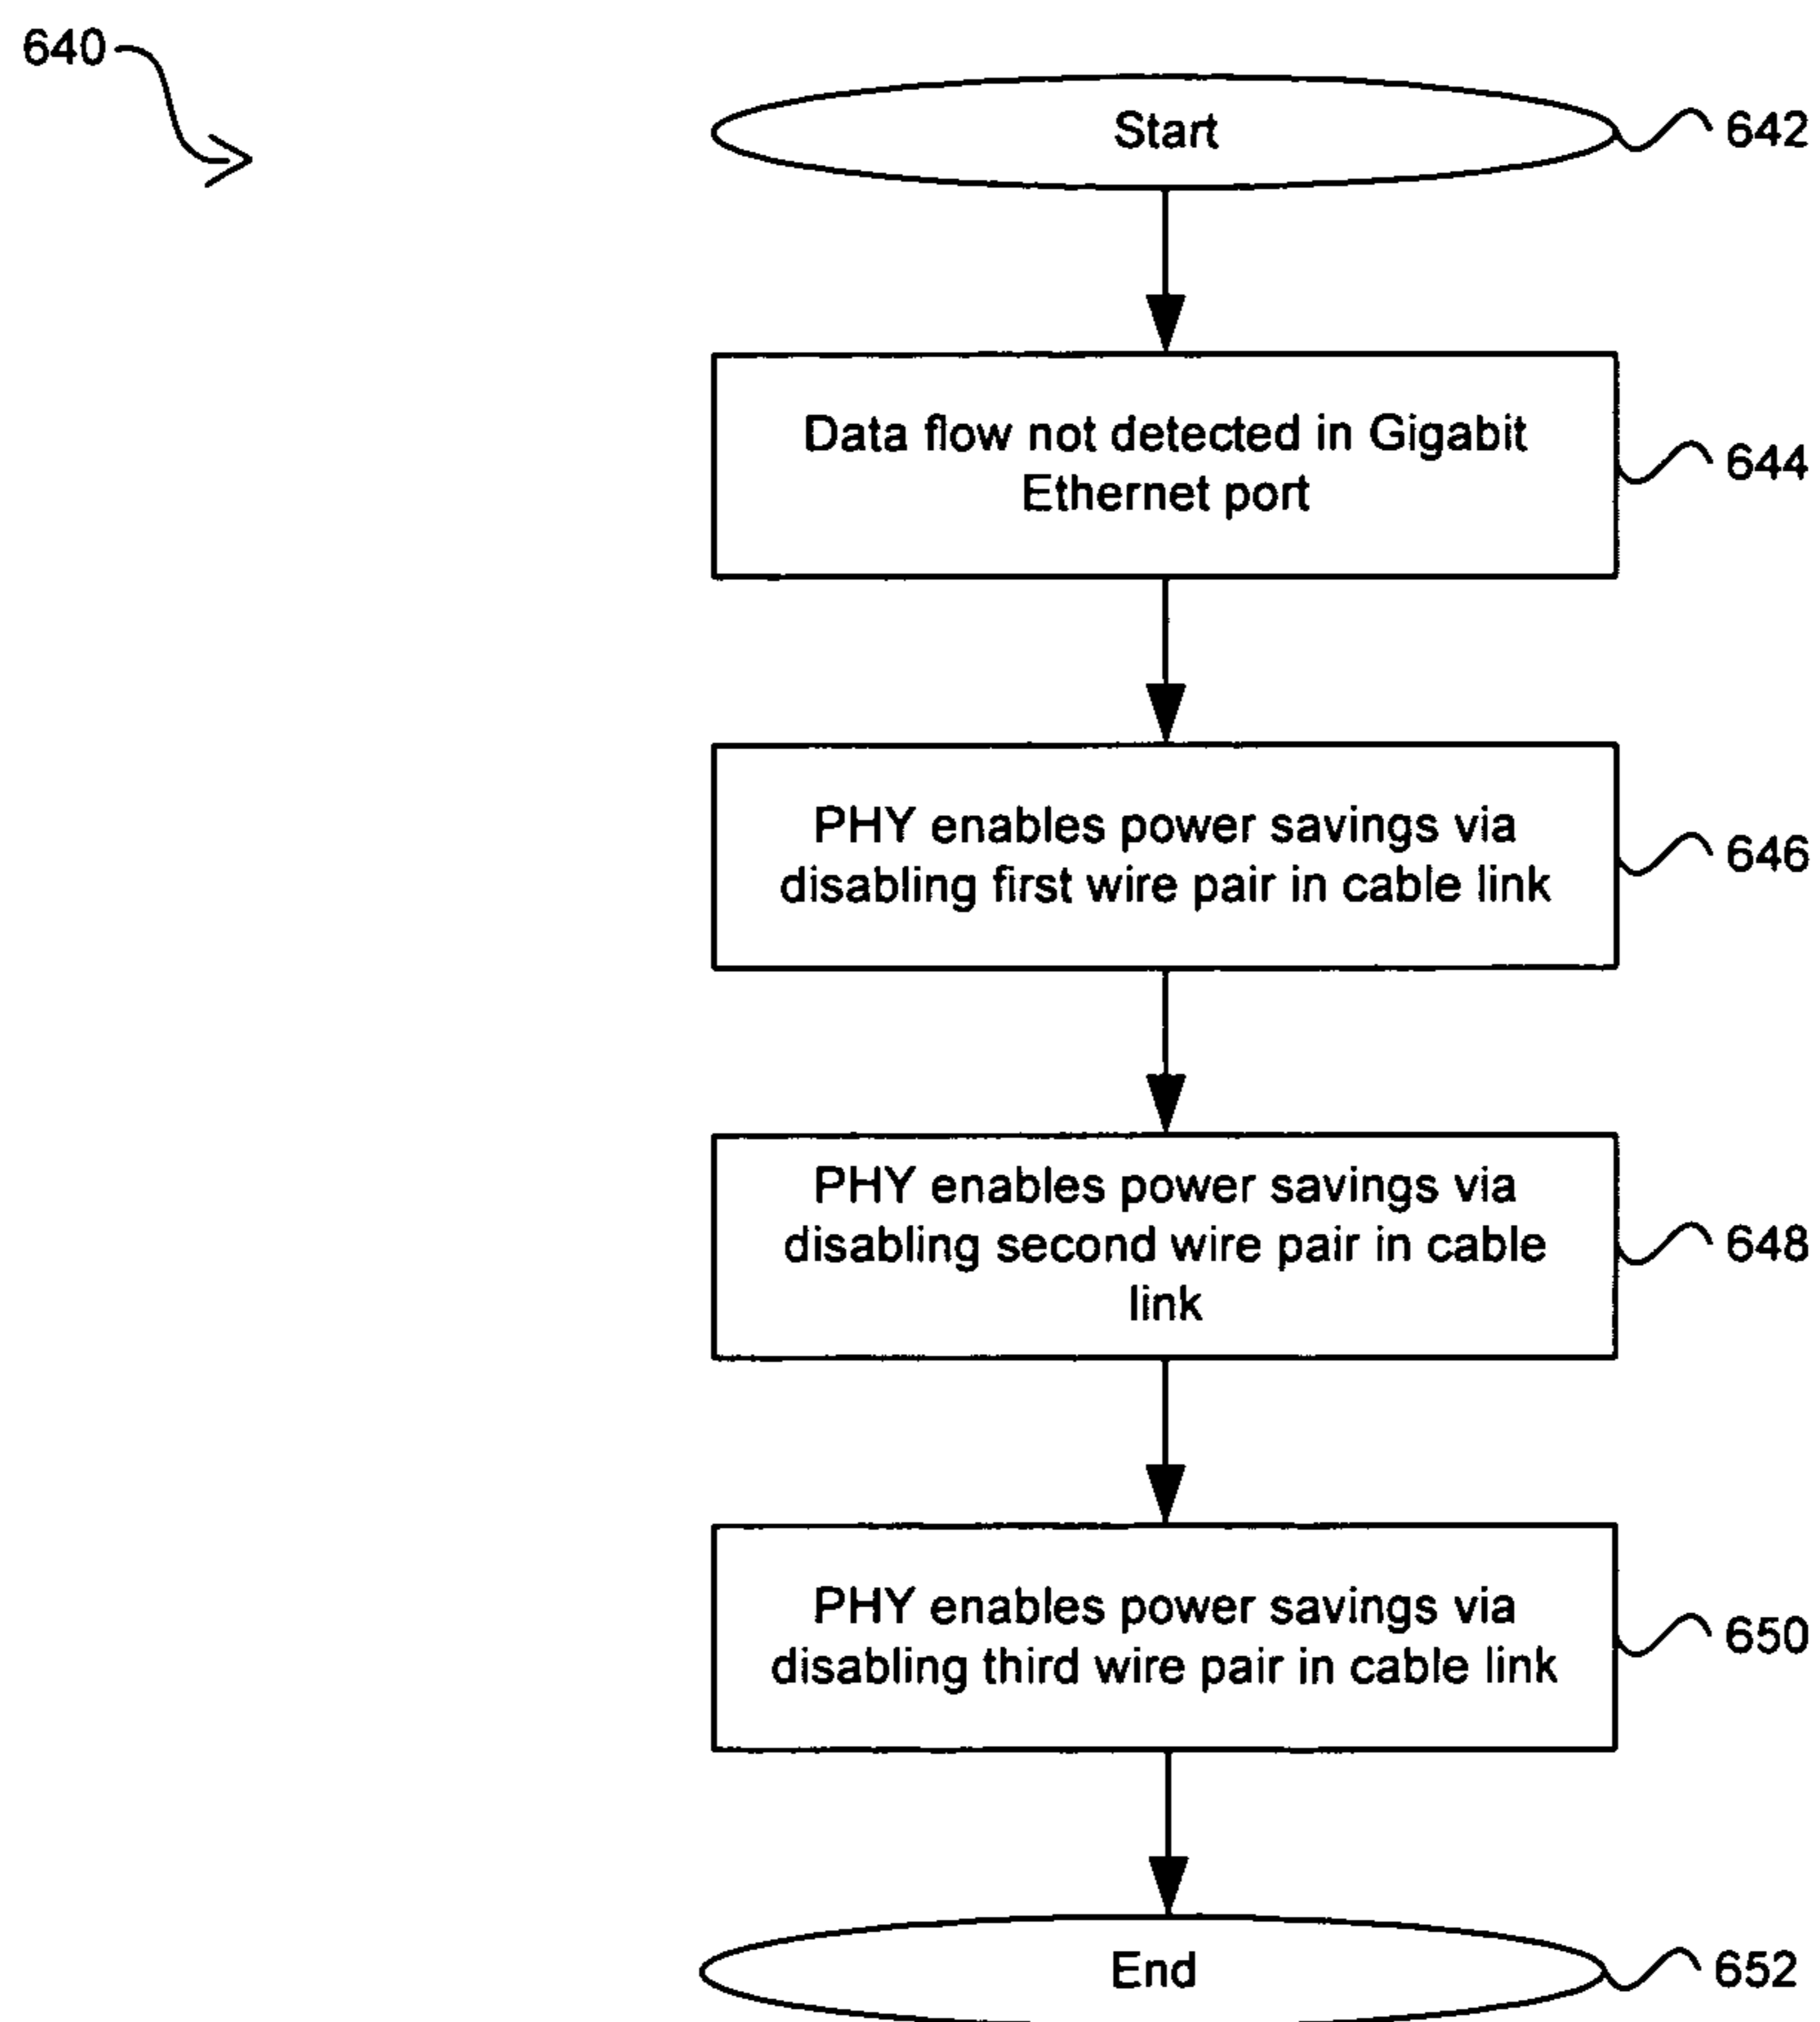 640
Start
642
Data flow not detected in Gigabit
Ethernet port
644
PHY enables power savings via
disabling first wire pair in cable link
646
PHY enables power savings via
disabling second wire pair in cable
link
648
PHY enables power savings via
disabling third wire pair in cable link
650
End
652